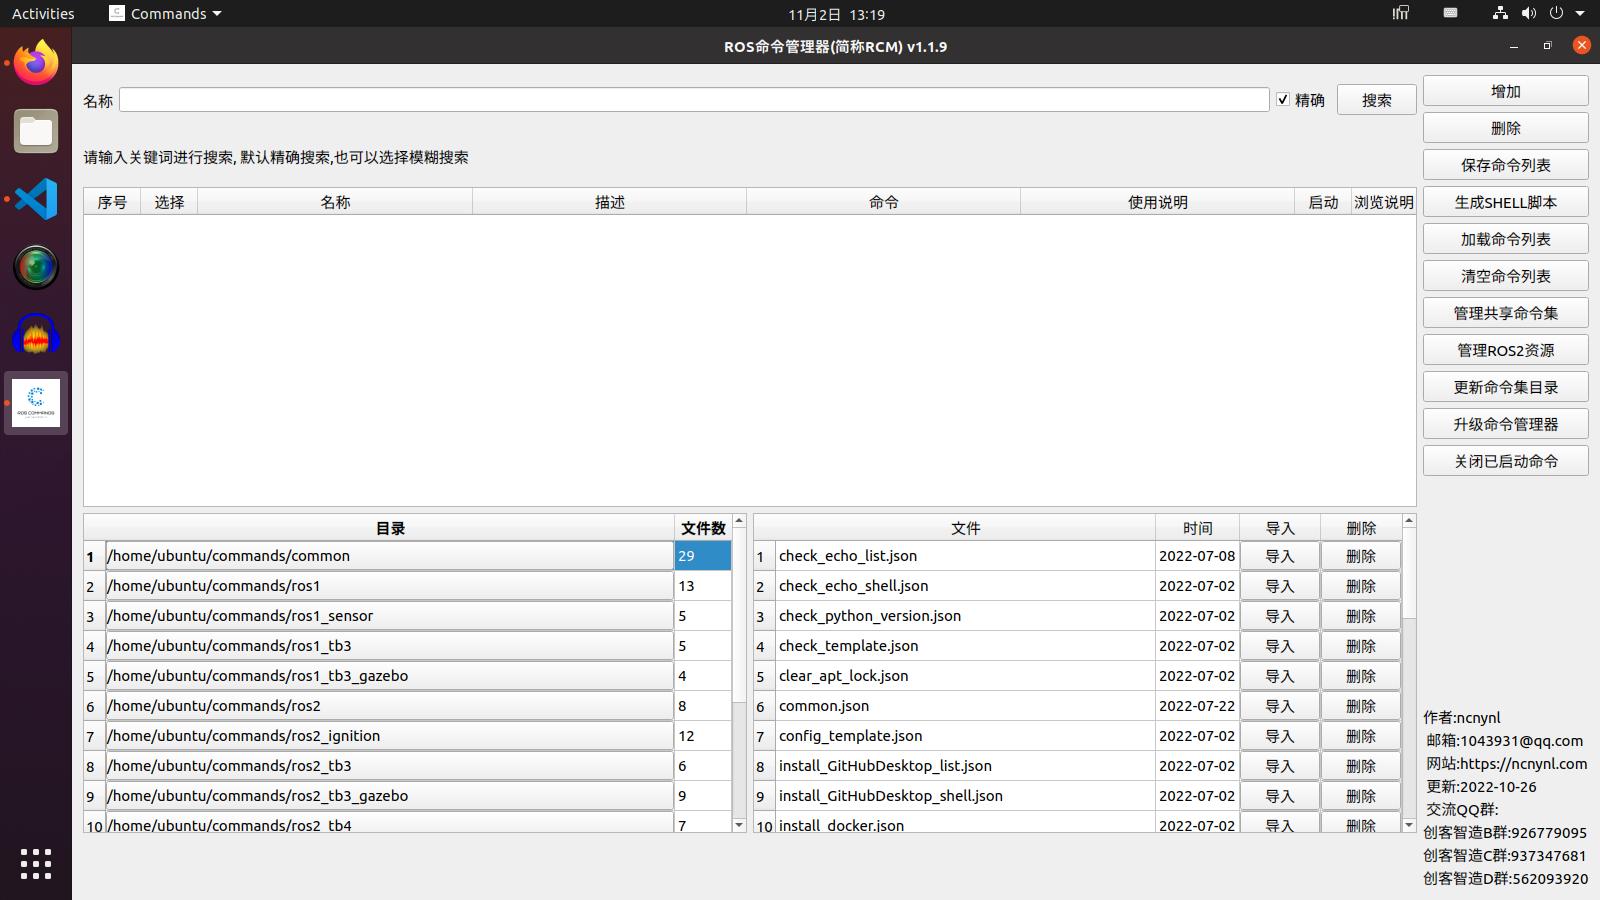 Activities Commands 11月2日 13:19
ROS命令管理器(简称RCM) v1.1.9
名称 精确 搜索
请输入关键词进行搜索, 默认精确搜索,也可以选择模糊搜索
序号 选择 名称 描述 命令 使用说明 启动 浏览说明
增加
删除
保存命令列表
生成SHELL脚本
加载命令列表
清空命令列表
管理共享命令集
管理ROS2资源
更新命令集目录
升级命令管理器
关闭已启动命令
ROS COMMANDS
目录 文件数
1 /home/ubuntu/commands/common 29
2 /home/ubuntu/commands/ros1 13
3 /home/ubuntu/commands/ros1_sensor 5
4 /home/ubuntu/commands/ros1_tb3 5
5 /home/ubuntu/commands/ros1_tb3_gazebo 4
6 /home/ubuntu/commands/ros2 8
7 /home/ubuntu/commands/ros2_ignition 12
8 /home/ubuntu/commands/ros2_tb3 6
9 /home/ubuntu/commands/ros2_tb3_gazebo 9
10 /home/ubuntu/commands/ros2_tb4 7
文件 时间 导入 删除
1 check_echo_list.json 2022-07-08 导入 删除
2 check_echo_shell.json 2022-07-02 导入 删除
3 check_python_version.json 2022-07-02 导入 删除
4 check_template.json 2022-07-02 导入 删除
5 clear_apt_lock.json 2022-07-02 导入 删除
6 common.json 2022-07-22 导入 删除
7 config_template.json 2022-07-02 导入 删除
8 install_GitHubDesktop_list.json 2022-07-02 导入 删除
9 install_GitHubDesktop_shell.json 2022-07-02 导入 删除
10 install_docker.json 2022-07-02 导入 删除
作者:ncnynl
邮箱:1043931@qq.com
网站:https://ncnynl.com
更新:2022-10-26
交流QQ群:
创客智造B群:926779095
创客智造C群:937347681
创客智造D群:562093920